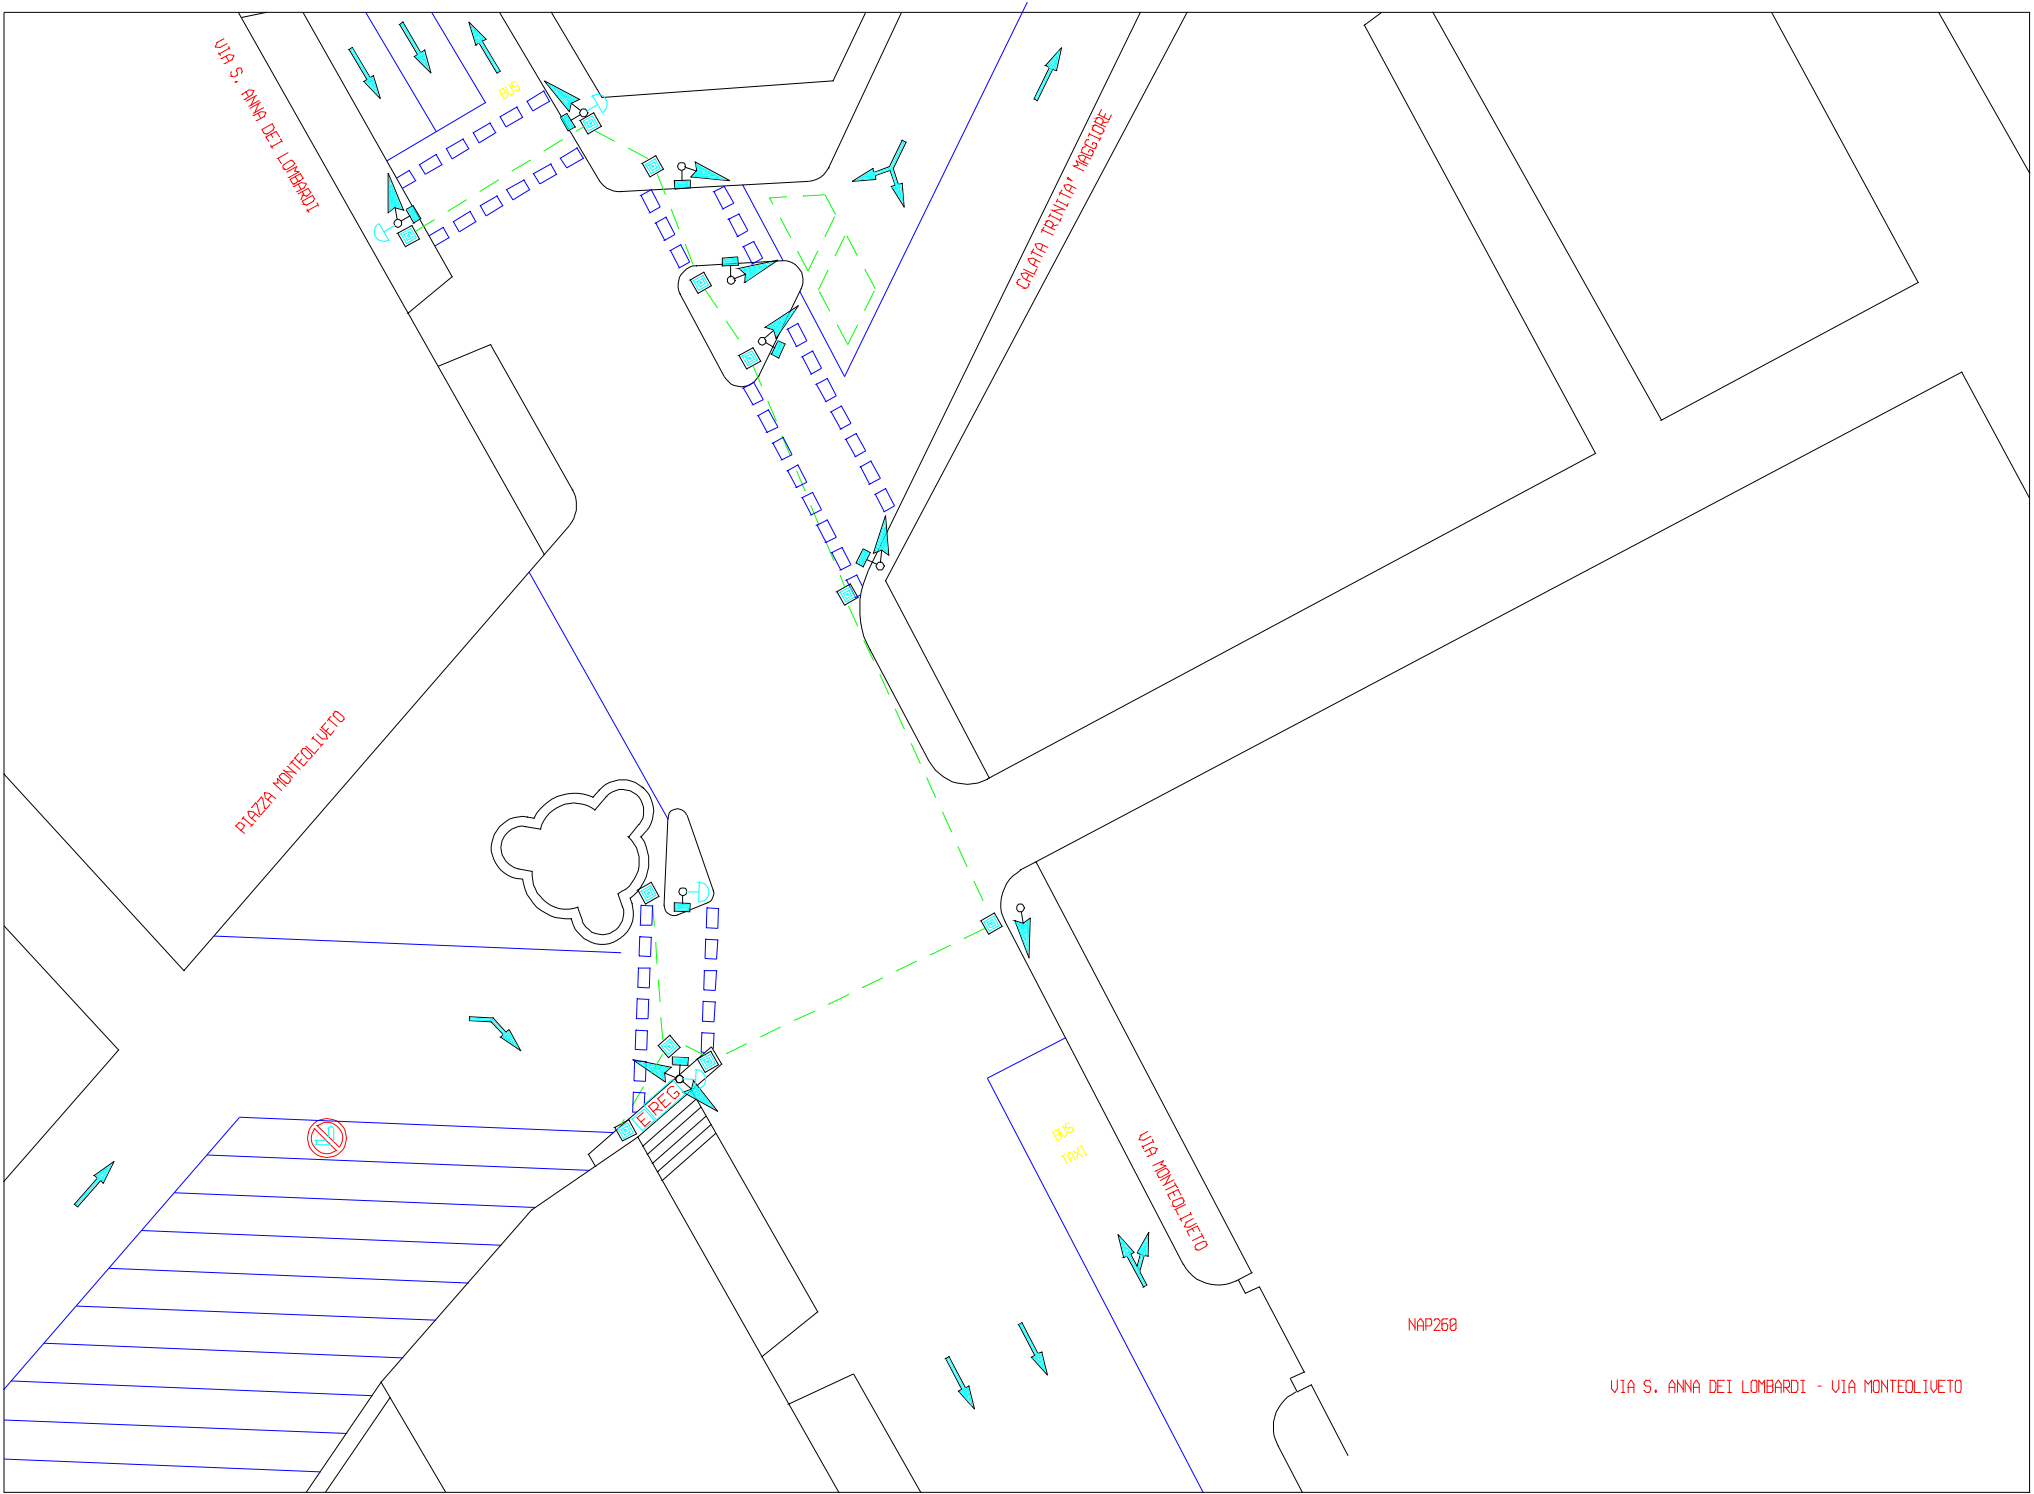 VIA S. ANNA DEI LOMBARDI
BUS
CALATA TRINITA' MAGGIORE
PIAZZA MONTEOLIVETO
E REG
BUS
TAXI
VIA MONTEOLIVETO
NAP260
VIA S. ANNA DEI LOMBARDI - VIA MONTEOLIVETO